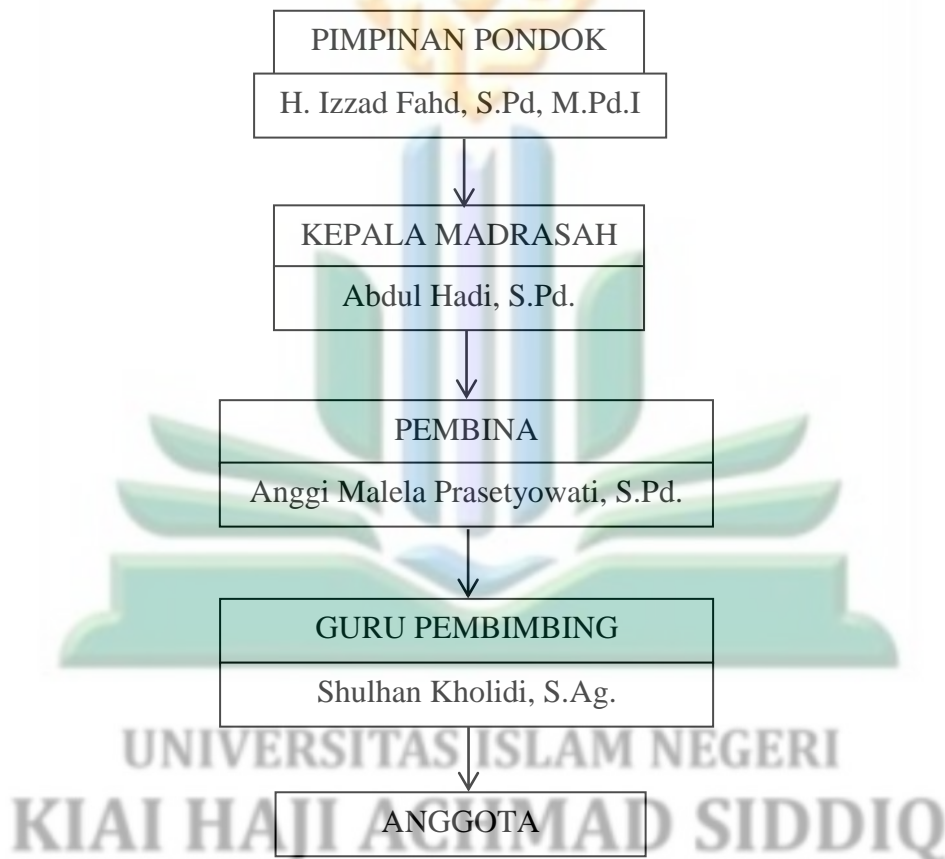 PIMPINAN PONDOK
H. Izzad Fahd, S.Pd, M.Pd.I
KEPALA MADRASAH
Abdul Hadi, S.Pd.
PEMBINA
Anggi Malela Prasetyowati, S.Pd.
GURU PEMBIMBING
Shulhan Kholidi, S.Ag.
UNIVERSITAS ISLAM NEGERI
ANGGOTA
KIAI HAJI ACHMAD SIDDIQ